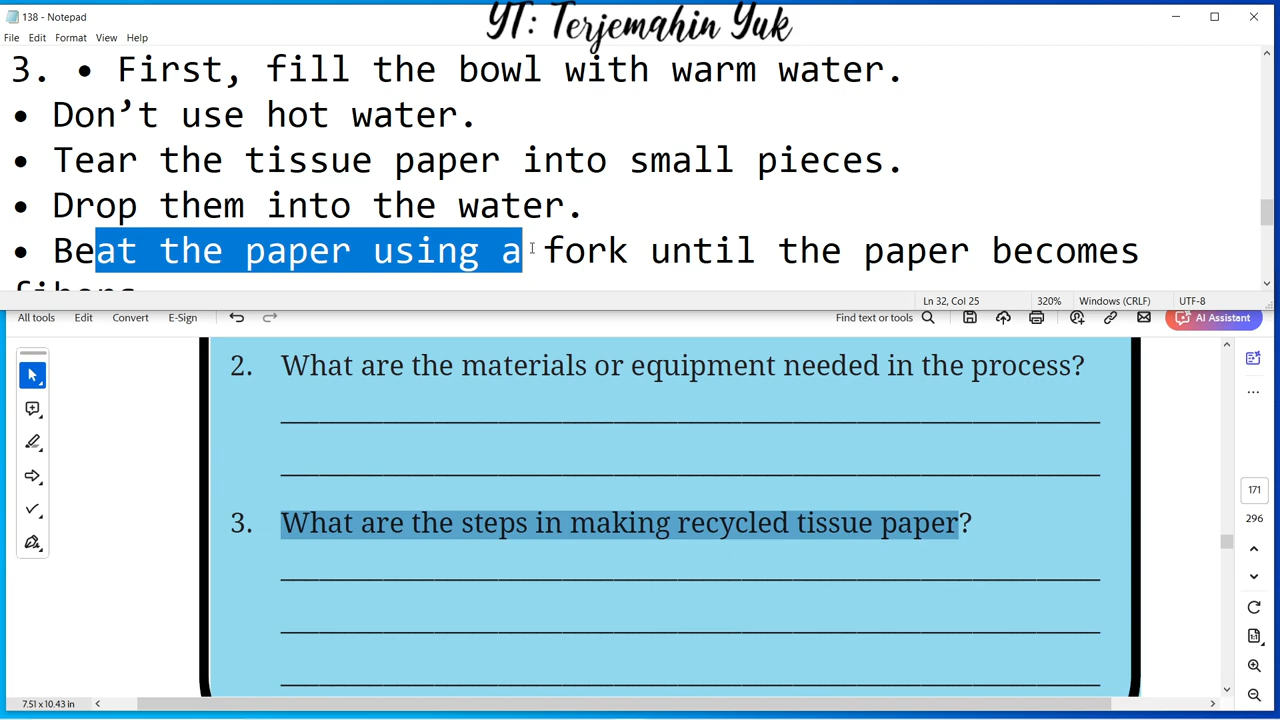 138 - Notepad
YT: Terjemahin Yuk
File Edit Format View Help
3. • First, fill the bowl with warm water.
• Don’t use hot water.
• Tear the tissue paper into small pieces.
• Drop them into the water.
• Beat the paper using a fork until the paper becomes
Ln 32, Col 25 320% Windows (CRLF) UTF-8
All tools Edit Convert E-Sign Find text or tools AI Assistant
2. What are the materials or equipment needed in the process?
3. What are the steps in making recycled tissue paper?
171
296
7.51 x 10.43 in